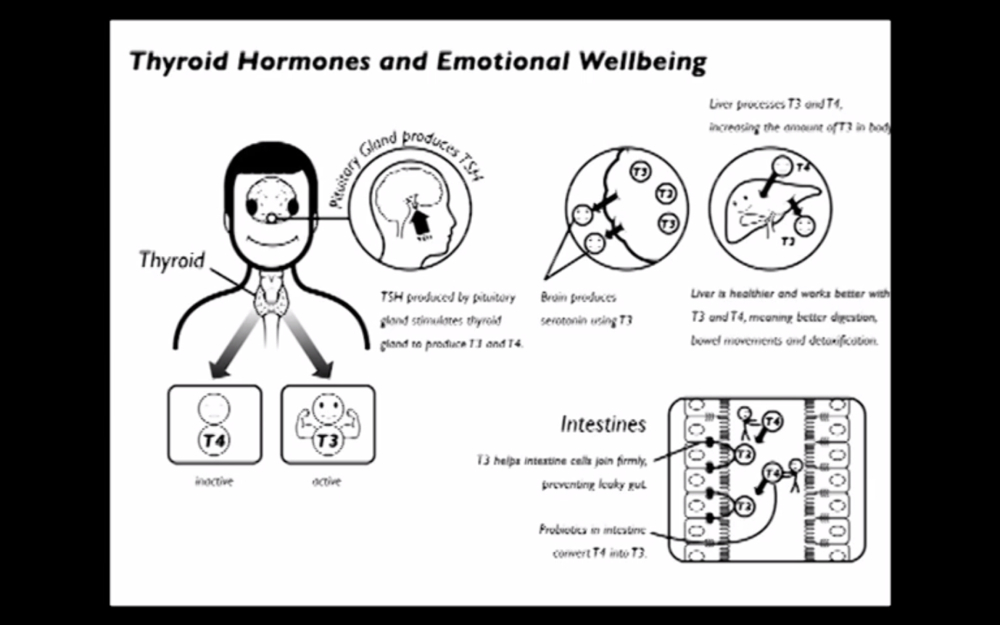 Thyroid Hormones and Emotional Wellbeing
Liver processes T3 and T4,
increasing the amount of T3 in body
Pituitory Gland produces TSH
Thyroid
T3
T3
T3
T4
T3
TSH produced by pituitary
gland stimulates thyroid
gland to produce T3 and T4.
Brain produces
serotonin using T3
Liver is healthier and works better with
T3 and T4, meaning better digestion,
bowel movements and detoxification.
T4
T3
inactive
active
Intestines
T3 helps intestine cells join firmly,
preventing leaky gut.
Probiotics in intestine
convert T4 into T3.
T4
T3
T4
T3